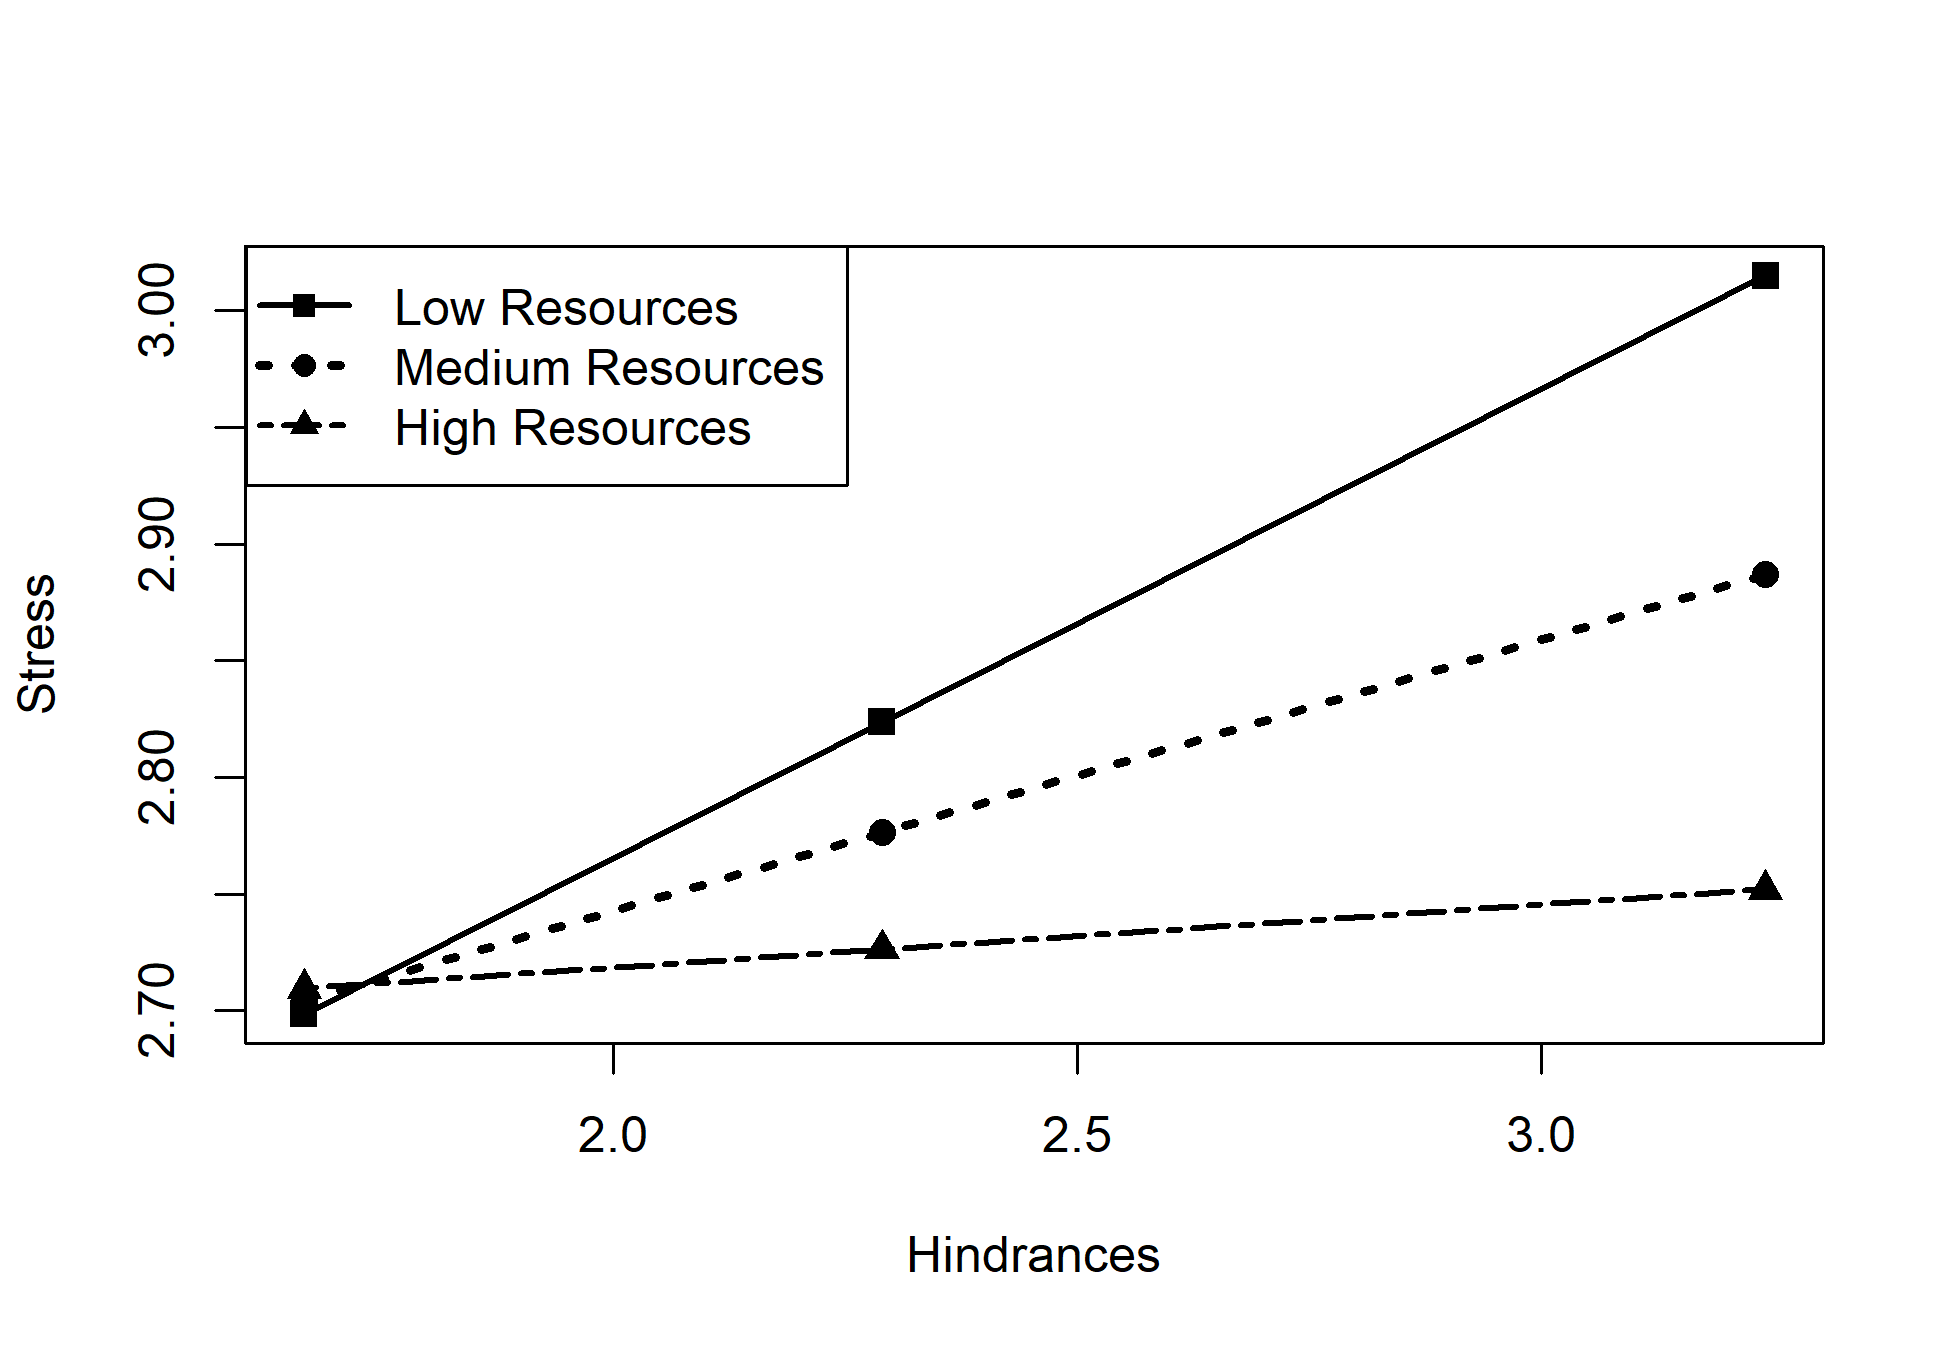 Low Resources
Medium Resources
High Resources
3.00
2.90
2.80
2.70
Stress
2.0 2.5 3.0
Hindrances